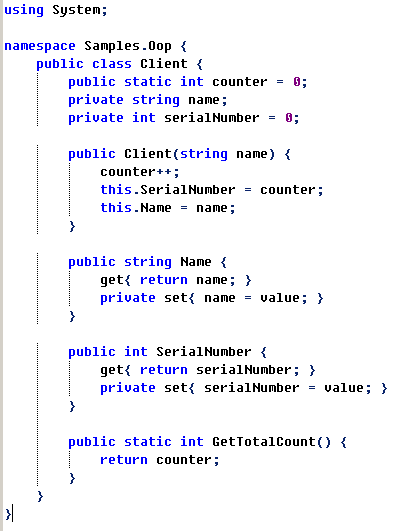 using System;

namespace Samples.Oop {
    public class Client {
        public static int counter = 0;
        private string name;
        private int serialNumber = 0;

        public Client(string name) {
            counter++;
            this.SerialNumber = counter;
            this.Name = name;
        }

        public string Name {
            get{ return name; }
            private set{ name = value; }
        }

        public int SerialNumber {
            get{ return serialNumber; }
            private set{ serialNumber = value; }
        }

        public static int GetTotalCount() {
            return counter;
        }
    }
}